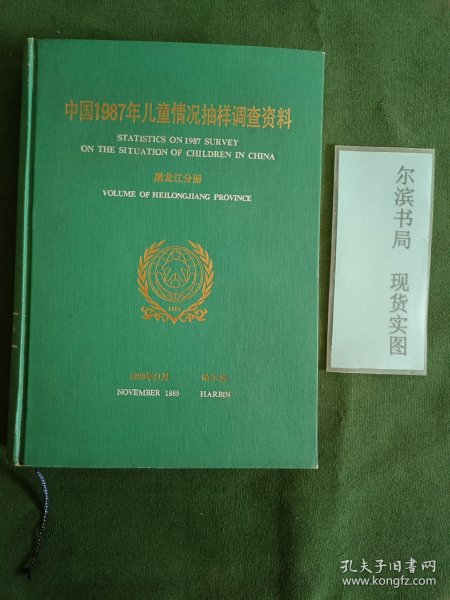 中国1987年儿童情况抽样调查资料
STATISTICS ON 1987 SURVEY
ON THE SITUATION OF CHILDREN IN CHINA
黑龙江分册
VOLUME OF HEILONGJIANG PROVINCE
1987
哈尔滨
NOVEMBER 1989 HARBIN
尔滨书局 现货实图
孔夫子旧书网
www.kongfz.com